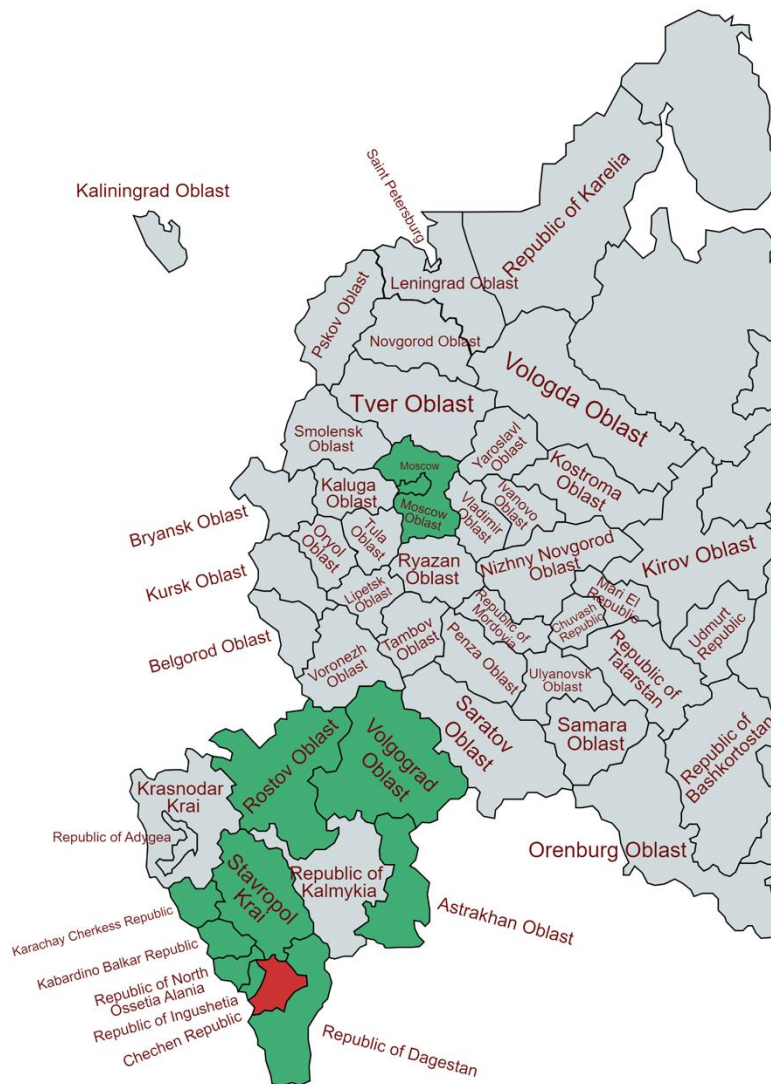 Kaliningrad Oblast
Saint Petersburg
Republic of Karelia
Leningrad Oblast
Pskov Oblast
Novgorod Oblast
Vologda Oblast
Tver Oblast
Smolensk
Oblast
Yaroslavl
Oblast
Kostroma
Oblast
Moscow
Moscow
Oblast
Kaluga
Oblast
Vladimir
Oblast
Ivanovo
Oblast
Bryansk Oblast
Oryol
Oblast
Tula
Oblast
Ryazan
Oblast
Nizhny Novgorod
Oblast
Kirov Oblast
Kursk Oblast
Lipetsk
Oblast
Mari El
Republic
Chuvash
Republic
Udmurt
Republic
Republic of
Mordovia
Belgorod Oblast
Voronezh
Oblast
Tambov
Oblast
Penza Oblast
Ulyanovsk
Oblast
Republic of
Tatarstan
Saratov
Oblast
Samara
Oblast
Republic of
Bashkortostan
Rostov Oblast
Volgograd
Oblast
Krasnodar
Krai
Republic of Adygea
Orenburg Oblast
Stavropol
Krai
Republic of
Kalmykia
Astrakhan Oblast
Karachay Cherkess Republic
Kabardino Balkar Republic
Republic of North
Ossetia Alania
Republic of Ingushetia
Chechen Republic
Republic of Dagestan